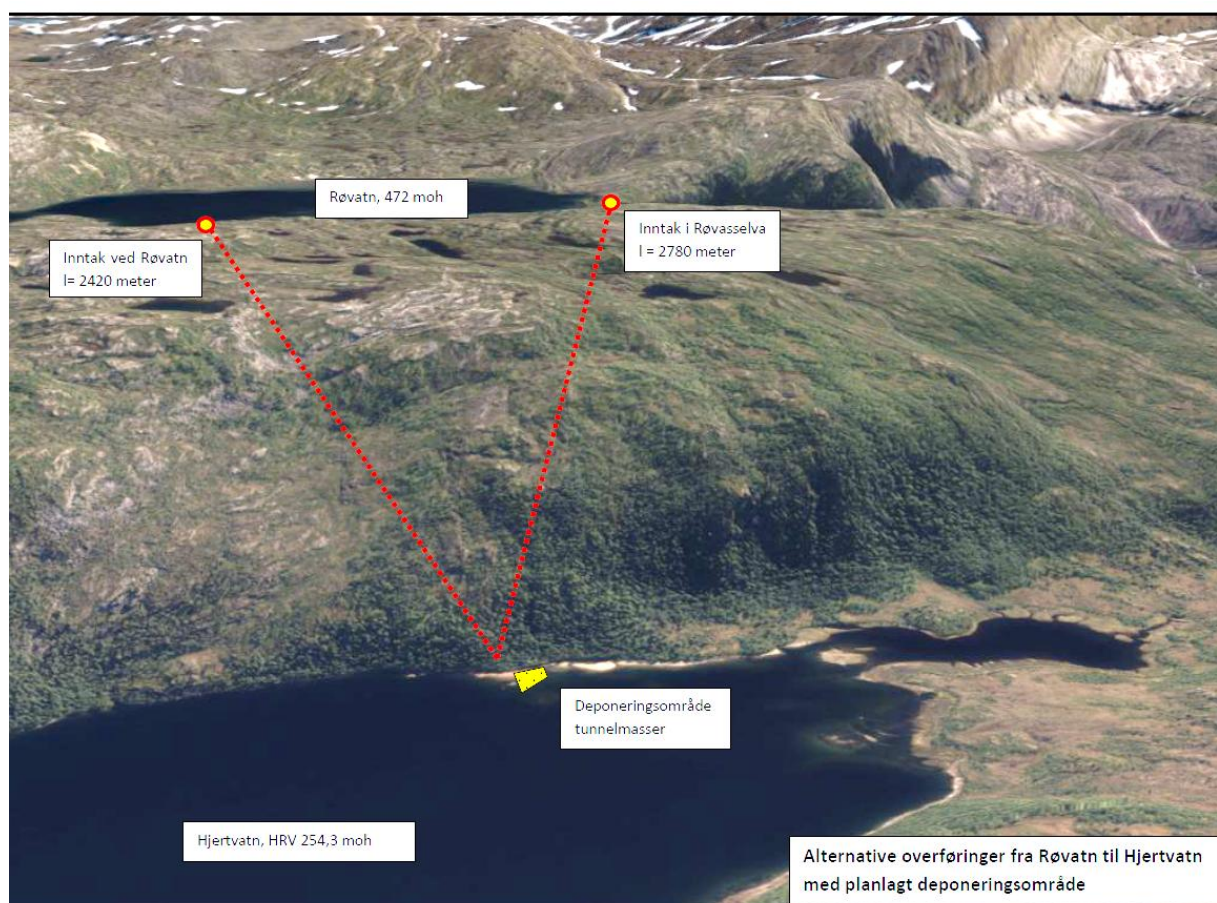 Røvatn, 472 moh
Inntak i Røvasselva
l = 2780 meter
Inntak ved Røvatn
l= 2420 meter
Deponeringsområde
tunnelmasser
Hjertvatn, HRV 254,3 moh
Alternative overføringer fra Røvatn til Hjertvatn
med planlagt deponeringsområde